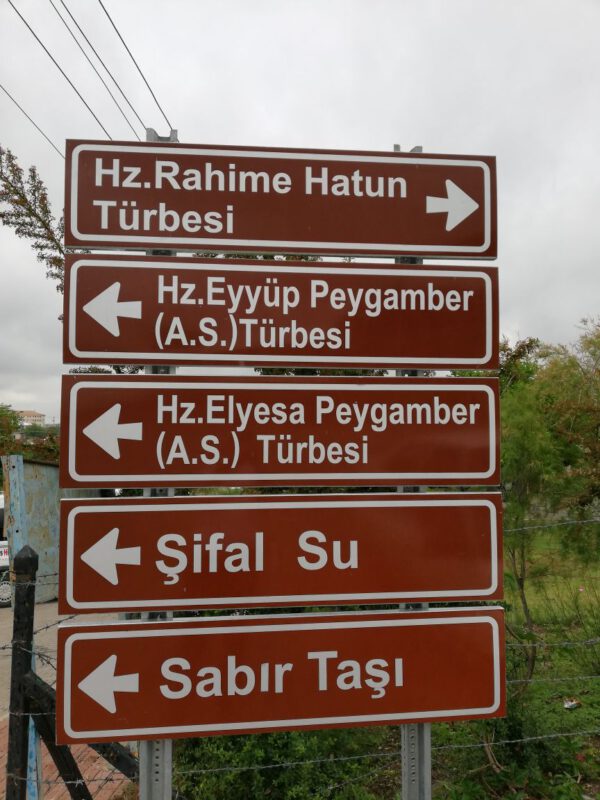 Hz.Rahime Hatun
Türbesi
Hz.Eyyüp Peygamber
(A.S.)Türbesi
Hz.Elyesa Peygamber
(A.S.) Türbesi
Şifal Su
Sabır Taşı